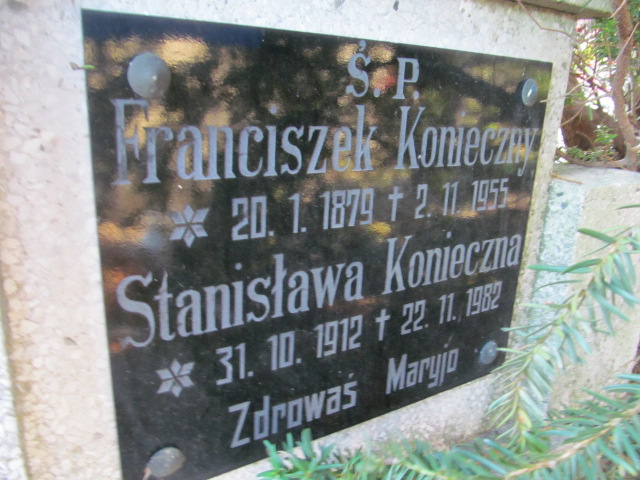 Ś. P.
Franciszek Konieczny
* 20. 1. 1879 † 2. 11 1955
Stanisława Konieczna
* 31. 10. 1912 † 22. 11. 1982
Zdrowaś Maryjo